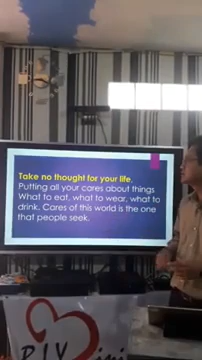 Take no thought for your life.
Putting all your cares about things
What to eat, what to wear, what to
drink. Cares of this world is the one
that people seek.